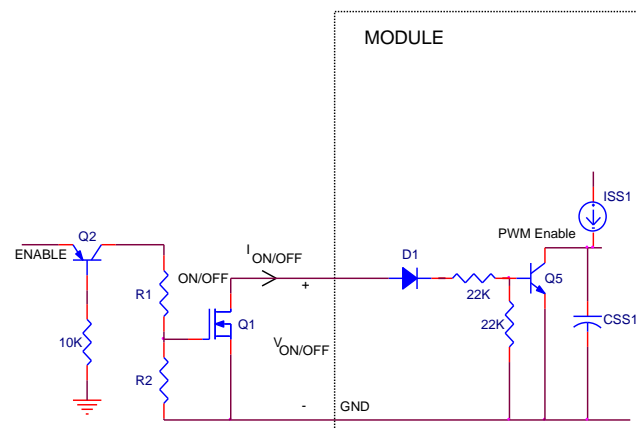 MODULE
ISS1
PWM Enable
Q2
ENABLE
I ON/OFF
D1
ON/OFF
+
R1
22K
Q5
Q1
22K
CSS1
10K
V ON/OFF
R2
-
GND